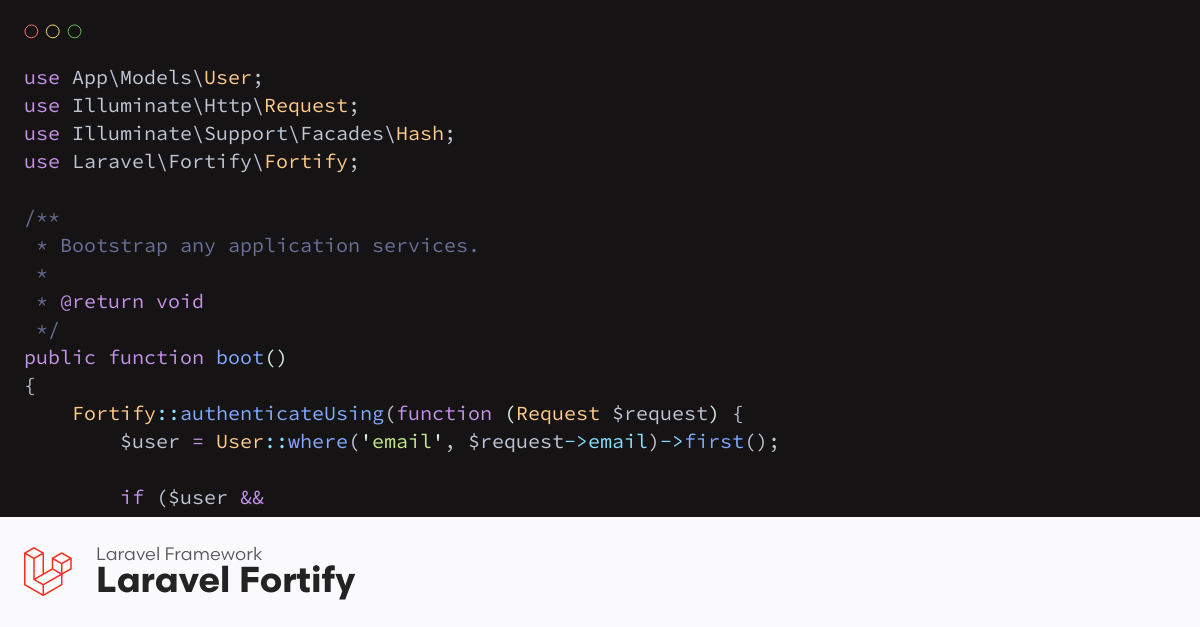 use App\Models\User;
use Illuminate\Http\Request;
use Illuminate\Support\Facades\Hash;
use Laravel\Fortify\Fortify;
/**
 * Bootstrap any application services.
 *
 * @return void
 */
public function boot()
{
    Fortify::authenticateUsing(function (Request $request) {
        $user = User::where('email', $request->email)->first();
        if ($user &&
Laravel Framework
Laravel Fortify